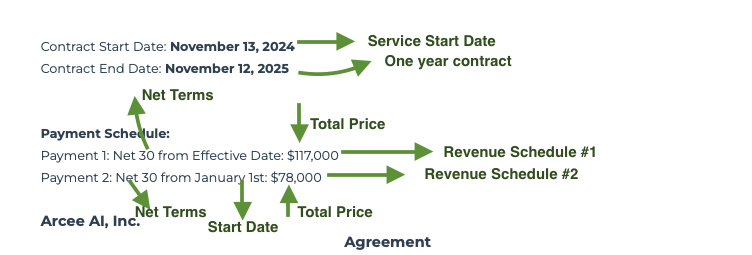 Contract Start Date: November 13, 2024 Service Start Date
Contract End Date: November 12, 2025 One year contract
Net Terms
Total Price
Payment Schedule:
Payment 1: Net 30 from Effective Date: $117,000 Revenue Schedule #1
Payment 2: Net 30 from January 1st: $78,000 Revenue Schedule #2
Net Terms Total Price
Arcee AI, Inc.
Start Date
Agreement